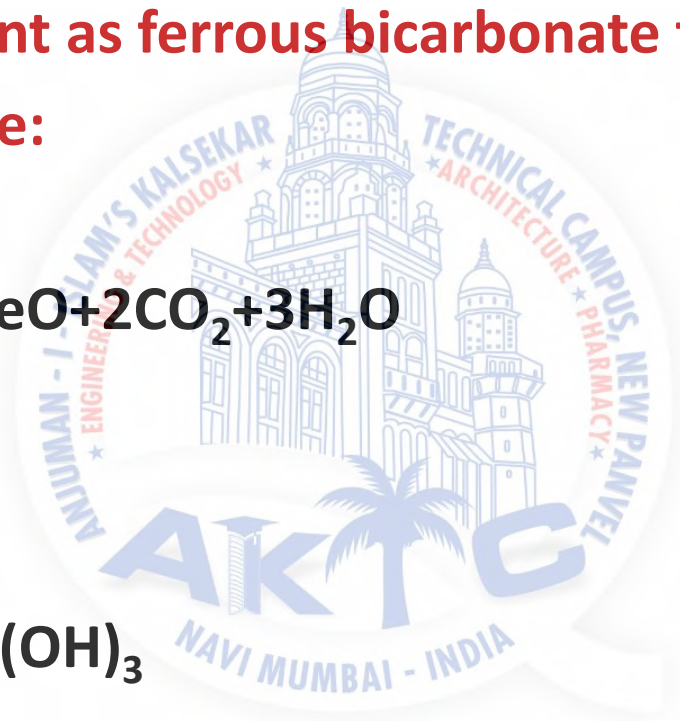 nt as ferrous bicarbonate
e:
eO+2CO₂+3H₂O
(OH)₃
ANJUMAN - I - ISLAM'S KALSEKAR TECHNICAL CAMPUS, NEW PANVEL
★ ENGINEERING & TECHNOLOGY ★ ★ ARCHITECTURE ★ PHARMACY ★
AKTC
NAVI MUMBAI - INDIA